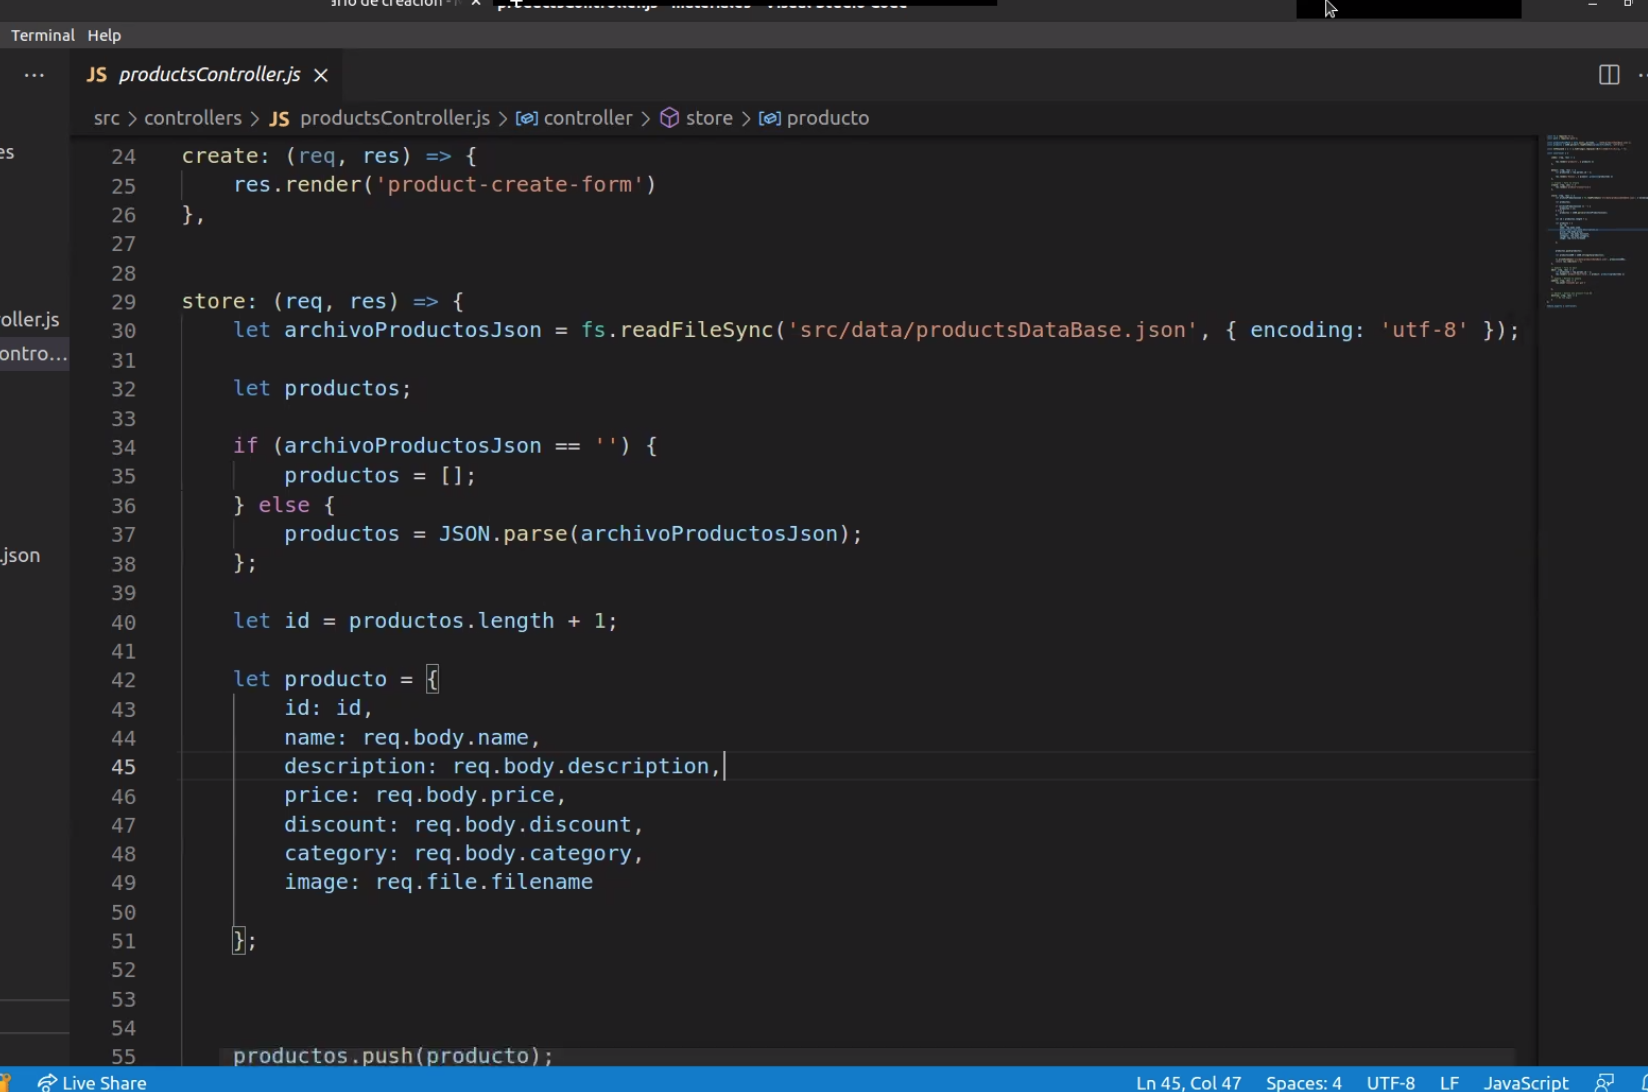 Terminal Help
productsController.js
src > controllers > JS productsController.js > controller > store > producto
es
24 create: (req, res) => {
25 res.render('product-create-form')
26 },
27
28
29 store: (req, res) => {
oller.js
30 let archivoProductosJson = fs.readFileSync('src/data/productsDataBase.json', { encoding: 'utf-8' });
ontro...
31
32 let productos;
33
34 if (archivoProductosJson == '') {
35 productos = [];
36 } else {
37 productos = JSON.parse(archivoProductosJson);
.json
38 };
39
40 let id = productos.length + 1;
41
42 let producto = {
43 id: id,
44 name: req.body.name,
45 description: req.body.description,
46 price: req.body.price,
47 discount: req.body.discount,
48 category: req.body.category,
49 image: req.file.filename
50
51 };
52
53
54
55 productos.push(producto);
Live Share Ln 45, Col 47 Spaces: 4 UTF-8 LF JavaScript